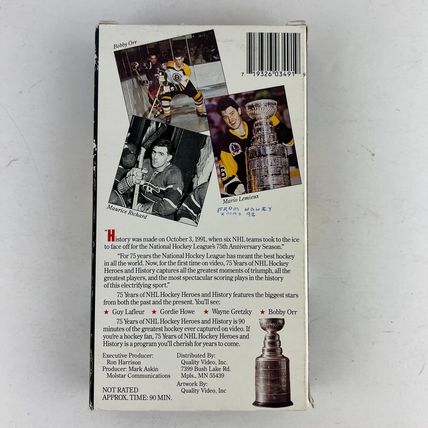 Bobby Orr
7 19326 03491 9
Mario Lemieux
Maurice Richard
FROM HONEY
XMAS 92
"History was made on October 3, 1991, when six NHL teams took to the ice
to face off for the National Hockey League's 75th Anniversary Season."
"For 75 years the National Hockey League has meant the best hockey
in all the world. Now, for the first time on video, 75 Years of NHL Hockey
Heroes and History captures all the greatest moments of triumph, all the
greatest players, and the most spectacular scoring plays in the history
of this electrifying sport."
75 Years of NHL Hockey Heroes and History features the biggest stars
from both the past and the present. You'll see:
★ Guy Lafleur ★ Gordie Howe ★ Wayne Gretzky ★ Bobby Orr
75 Years of NHL Hockey Heroes and History is 90
minutes of the greatest hockey ever captured on video. If
you're a hockey fan, 75 Years of NHL Hockey Heroes and
History is a program you'll cherish for years to come.
Executive Producer:
Ron Harrison
Producer: Mark Askin
Molstar Communications
NOT RATED
APPROX. TIME: 90 MIN.
Distributed By:
Quality Video, Inc.
7399 Bush Lake Rd.
Mpls., MN 55439
Artwork By:
Quality Video, Inc.